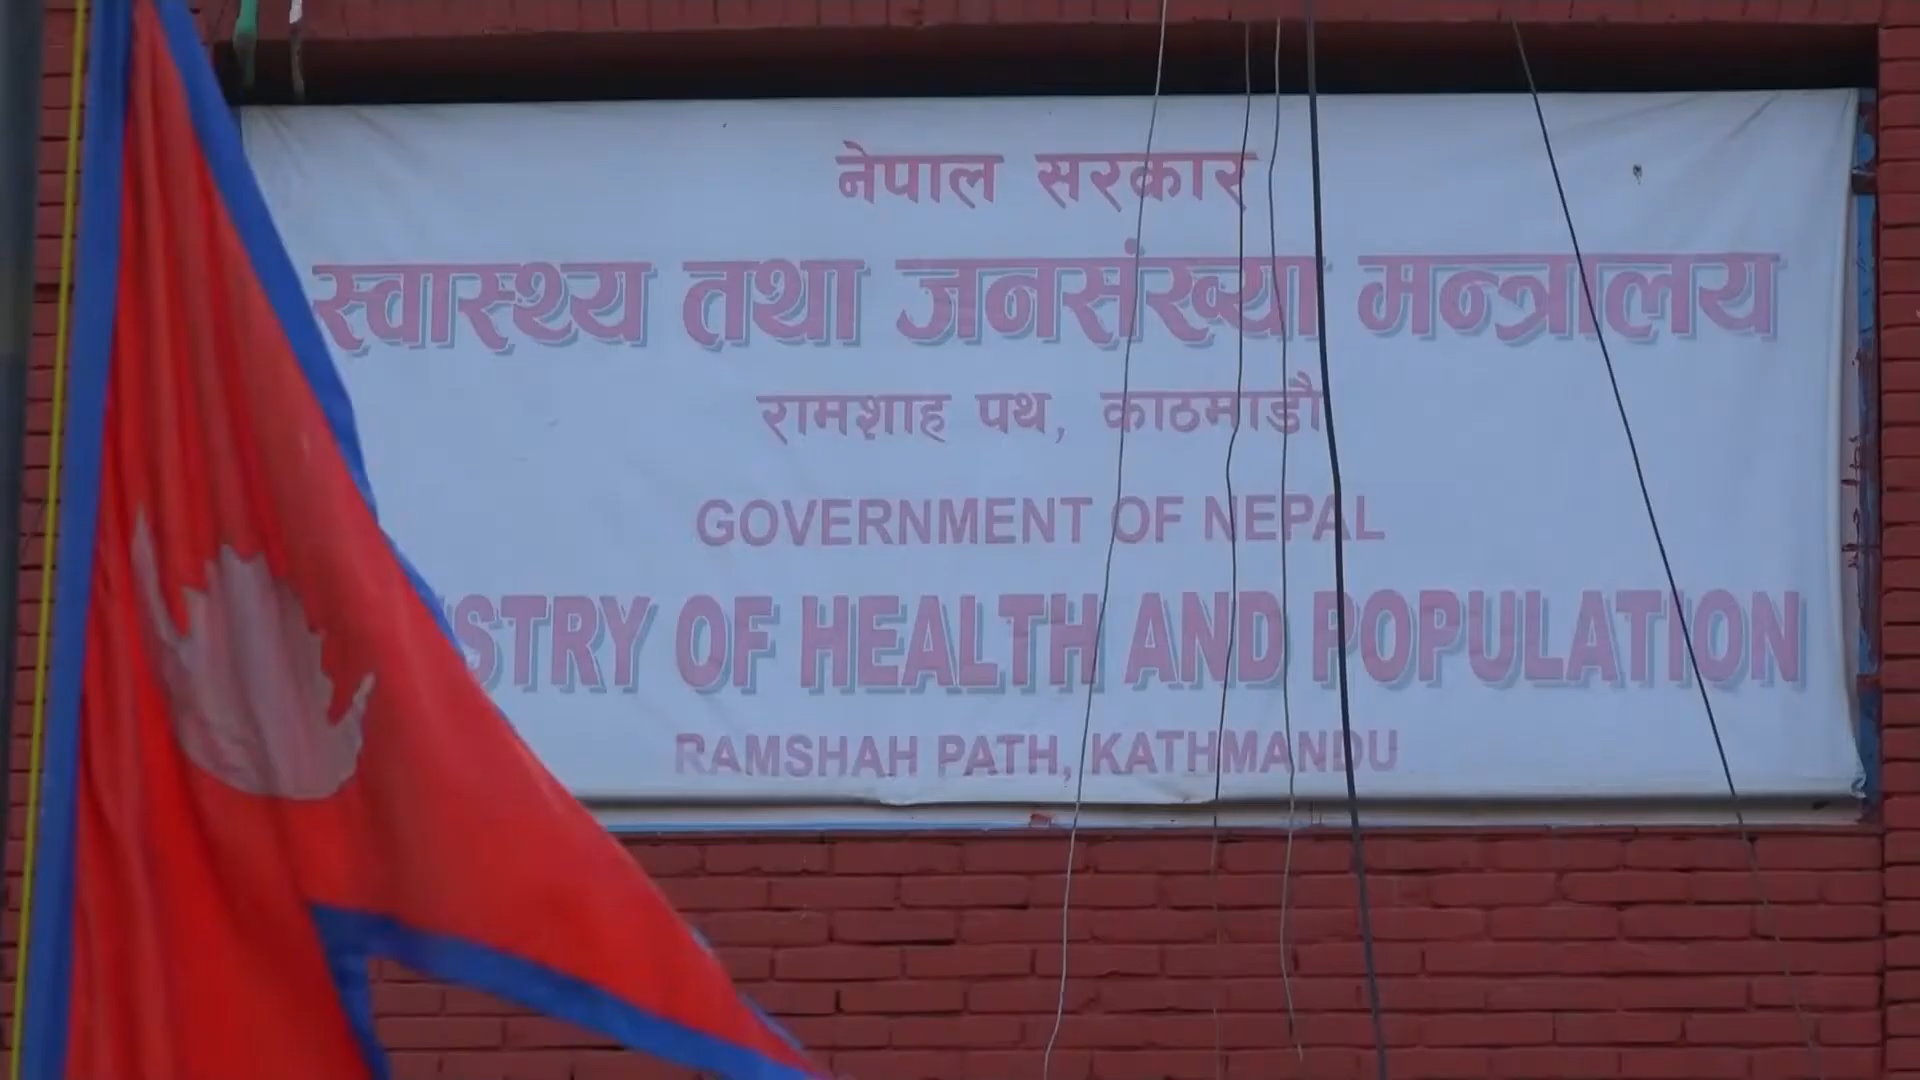 नेपाल सरकार
स्वास्थ्य तथा जनसंख्या मन्त्रालय
रामशाह पथ, काठमाडौं
GOVERNMENT OF NEPAL
STRY OF HEALTH AND POPULATION
RAMSHAH PATH, KATHMANDU